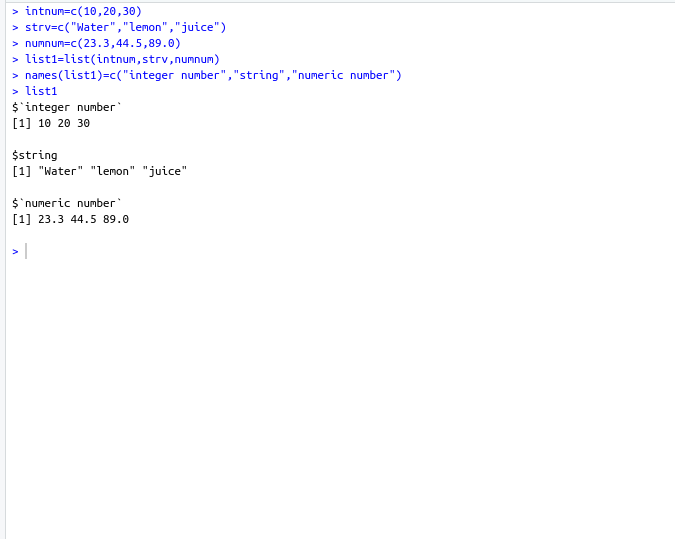 > intnum=c(10,20,30)
> strv=c("Water","lemon","juice")
> numnum=c(23.3,44.5,89.0)
> list1=list(intnum,strv,numnum)
> names(list1)=c("integer number","string","numeric number")
> list1
$`integer number`
[1] 10 20 30
$string
[1] "Water" "lemon" "juice"
$`numeric number`
[1] 23.3 44.5 89.0
>